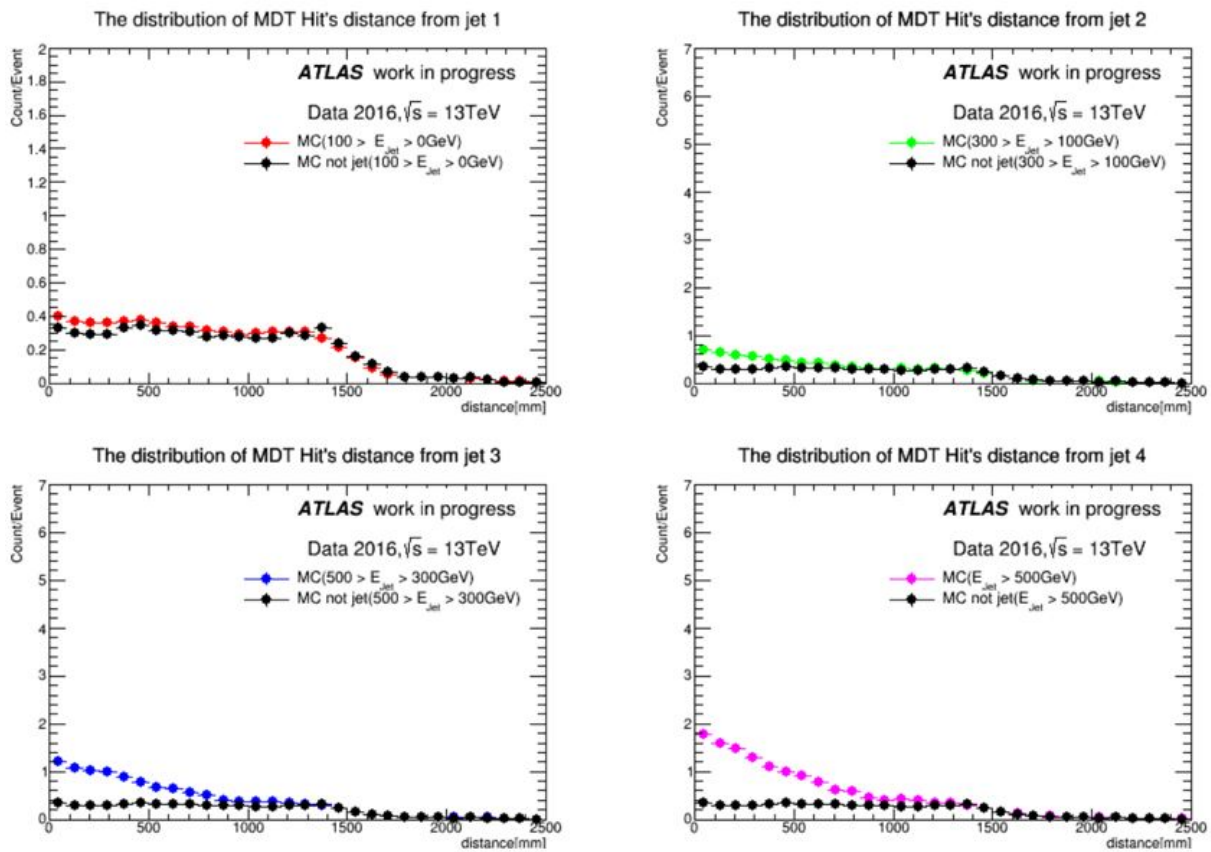 The distribution of MDT Hit's distance from jet 1
Count/Event
2
1.8
1.6
1.4
1.2
1
0.8
0.6
0.4
0.2
0
ATLAS work in progress
Data 2016,√s = 13TeV
MC(100 > E_Jet > 0GeV)
MC not jet(100 > E_Jet > 0GeV)
0 500 1000 1500 2000 2500
distance[mm]
The distribution of MDT Hit's distance from jet 2
Count/Event
7
6
5
4
3
2
1
0
ATLAS work in progress
Data 2016,√s = 13TeV
MC(300 > E_Jet > 100GeV)
MC not jet(300 > E_Jet > 100GeV)
0 500 1000 1500 2000 2500
distance[mm]
The distribution of MDT Hit's distance from jet 3
Count/Event
7
6
5
4
3
2
1
0
ATLAS work in progress
Data 2016,√s = 13TeV
MC(500 > E_Jet > 300GeV)
MC not jet(500 > E_Jet > 300GeV)
0 500 1000 1500 2000 2500
distance[mm]
The distribution of MDT Hit's distance from jet 4
Count/Event
7
6
5
4
3
2
1
0
ATLAS work in progress
Data 2016,√s = 13TeV
MC(E_Jet > 500GeV)
MC not jet(E_Jet > 500GeV)
0 500 1000 1500 2000 2500
distance[mm]